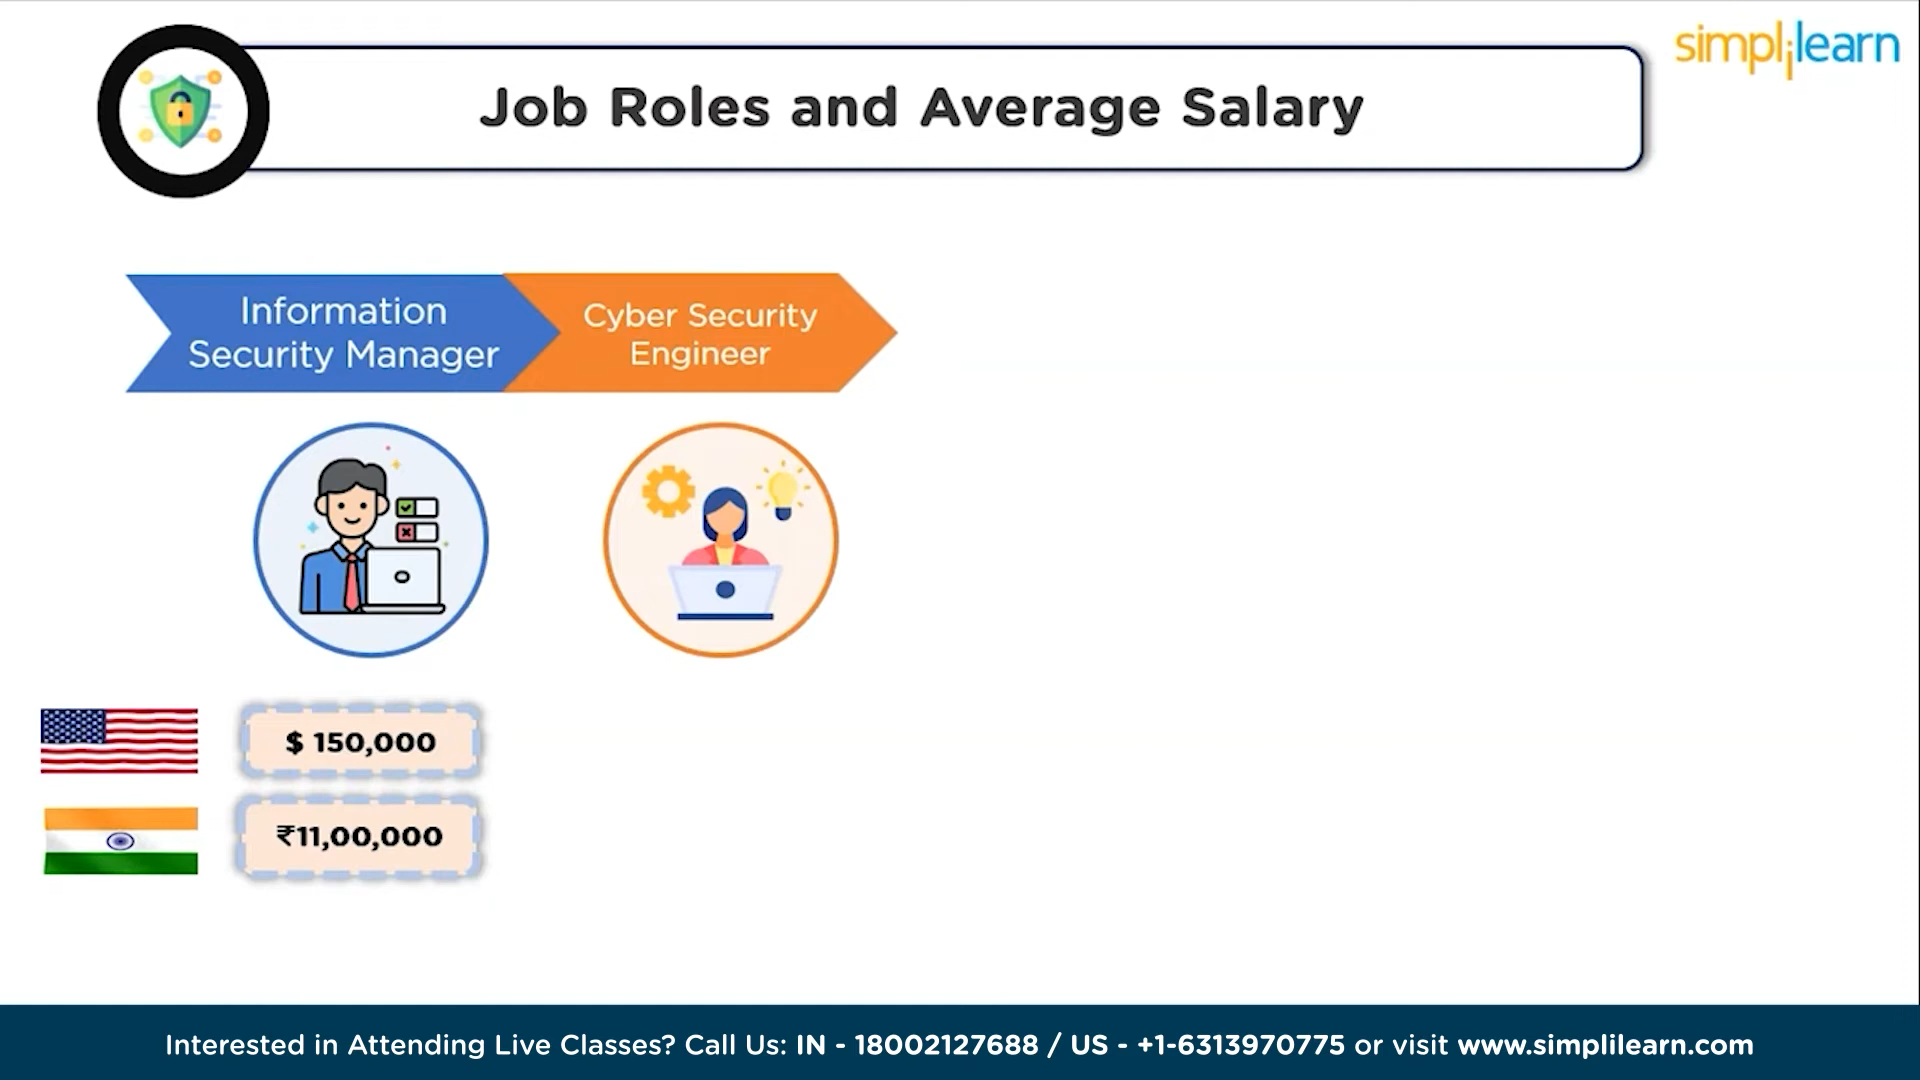 simplilearn
Job Roles and Average Salary
Information
Security Manager
Cyber Security
Engineer
$ 150,000
₹11,00,000
Interested in Attending Live Classes? Call Us: IN - 18002127688 / US - +1-6313970775 or visit www.simplilearn.com